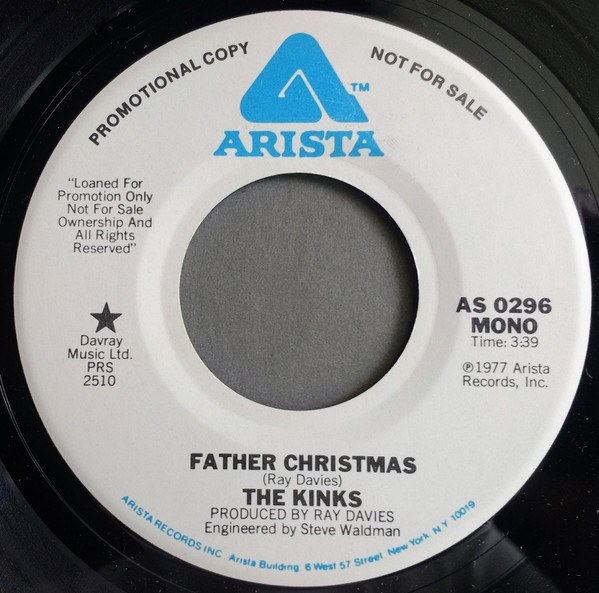 PROMOTIONAL COPY
NOT FOR SALE
TM
ARISTA
"Loaned For
Promotion Only
Not For Sale
Ownership And
All Rights
Reserved"
Davray
Music Ltd.
PRS
2510
AS 0296
MONO
Time: 3:39
℗1977 Arista
Records, Inc.
FATHER CHRISTMAS
(Ray Davies)
THE KINKS
PRODUCED BY RAY DAVIES
Engineered by Steve Waldman
ARISTA RECORDS INC Arista Building 6 West 57 Street New York N Y 10019